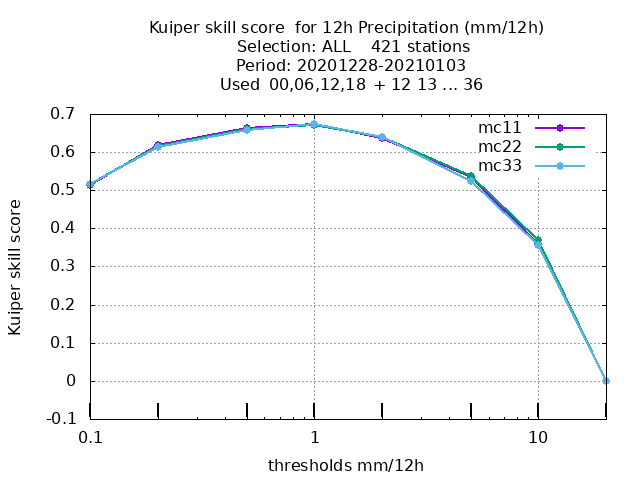 Kuiper skill score  for 12h Precipitation (mm/12h)
Selection: ALL    421 stations
Period: 20201228-20210103
Used  00,06,12,18  + 12 13 ... 36
0.7
0.6
0.5
0.4
0.3
0.2
0.1
0
-0.1
Kuiper skill score
mc11
mc22
mc33
0.1
1
10
thresholds mm/12h